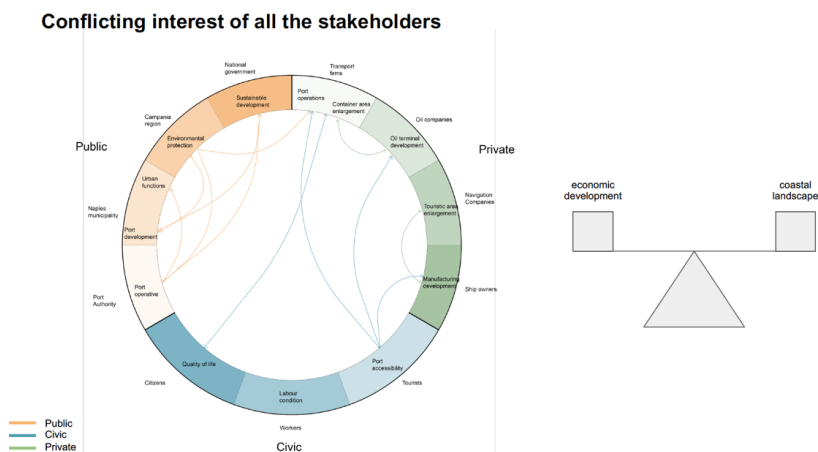 Conflicting interest of all the stakeholders
National
government
Transport
firms
Sustainable
development
Port
operations
Container area
enlargement
Campania
region
Oil companies
Environmental
protection
Oil terminal
development
Public
Private
Urban
functions
Naples
municipality
Navigation
Companies
Touristic area
enlargement
Port
development
Port
operative
Port
Authority
Manufacturing
development
Ship owners
Quality of life
Port
accessibility
Citizens
Tourists
Labour
condition
Workers
Civic
economic
development
coastal
landscape
Public
Civic
Private